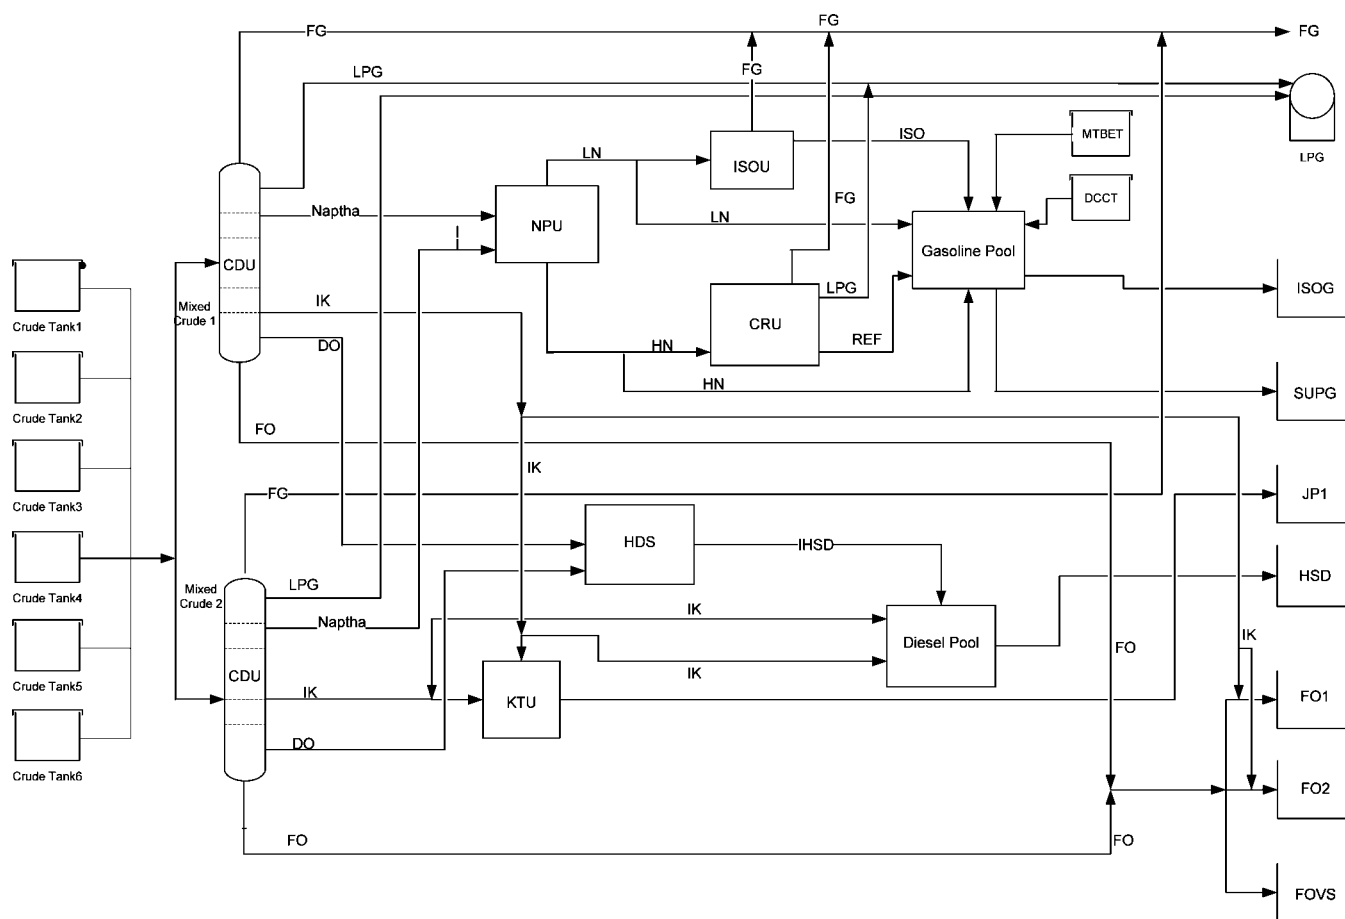 FG
FG
FG
LPG
FG
MTBET
LPG
ISO
LN
ISOU
Naptha
NPU
LN
FG
DCCT
Gasoline Pool
CDU
Mixed
Crude 1
IK
LPG
ISOG
Crude Tank1
CRU
DO
HN
REF
HN
SUPG
Crude Tank2
FO
IK
FG
JP1
Crude Tank3
HDS
IHSD
HSD
Mixed
Crude 2
LPG
Crude Tank4
Naptha
IK
Diesel Pool
IK
FO
CDU
IK
IK
KTU
FO1
Crude Tank5
DO
Crude Tank6
FO2
FO
FO
FOVS